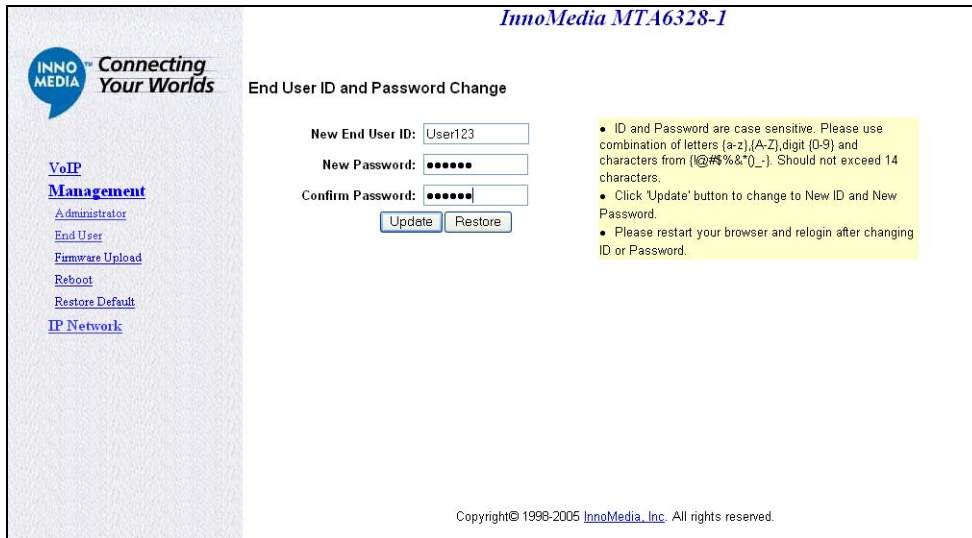 InnoMedia MTA6328-1
INNO
MEDIA
™ Connecting
Your Worlds
VoIP
Management
Administrator
End User
Firmware Upload
Reboot
Restore Default
IP Network
End User ID and Password Change
New End User ID: User123
New Password: ••••••
Confirm Password: ••••••
Update Restore
• ID and Password are case sensitive. Please use
combination of letters {a-z},{A-Z},digit {0-9} and
characters from {!@#$%&*()_-}. Should not exceed 14
characters.
• Click 'Update' button to change to New ID and New
Password.
• Please restart your browser and relogin after changing
ID or Password.
Copyright© 1998-2005 InnoMedia, Inc. All rights reserved.